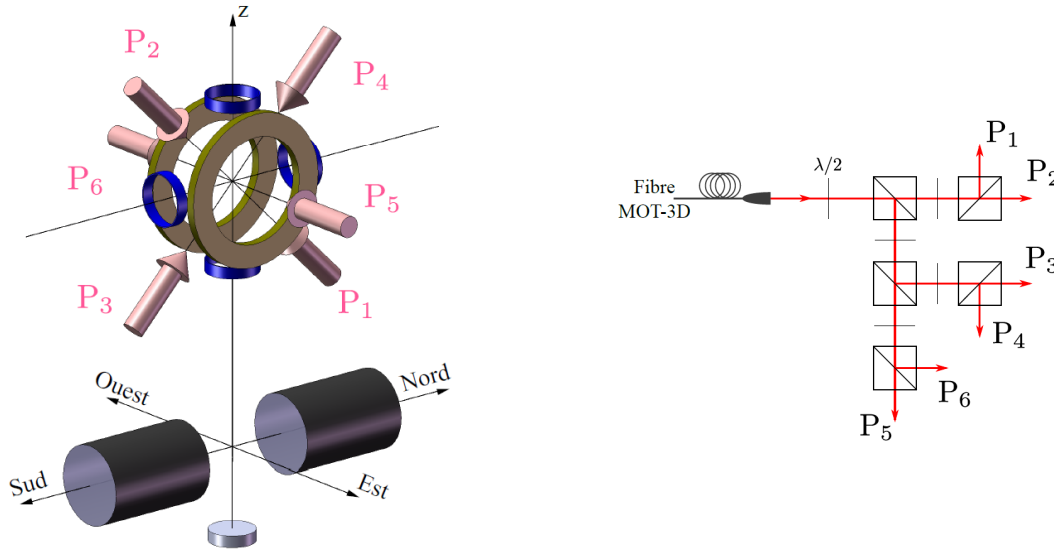 z
P2
P4
P6
P5
P3
P1
Ouest
Nord
Sud
Est
Fibre
MOT-3D
λ/2
P1
P2
P3
P4
P6
P5